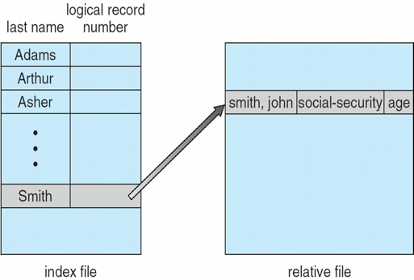 last name
logical record
number
Adams
Arthur
Asher
Smith
smith, john social-security age
index file
relative file